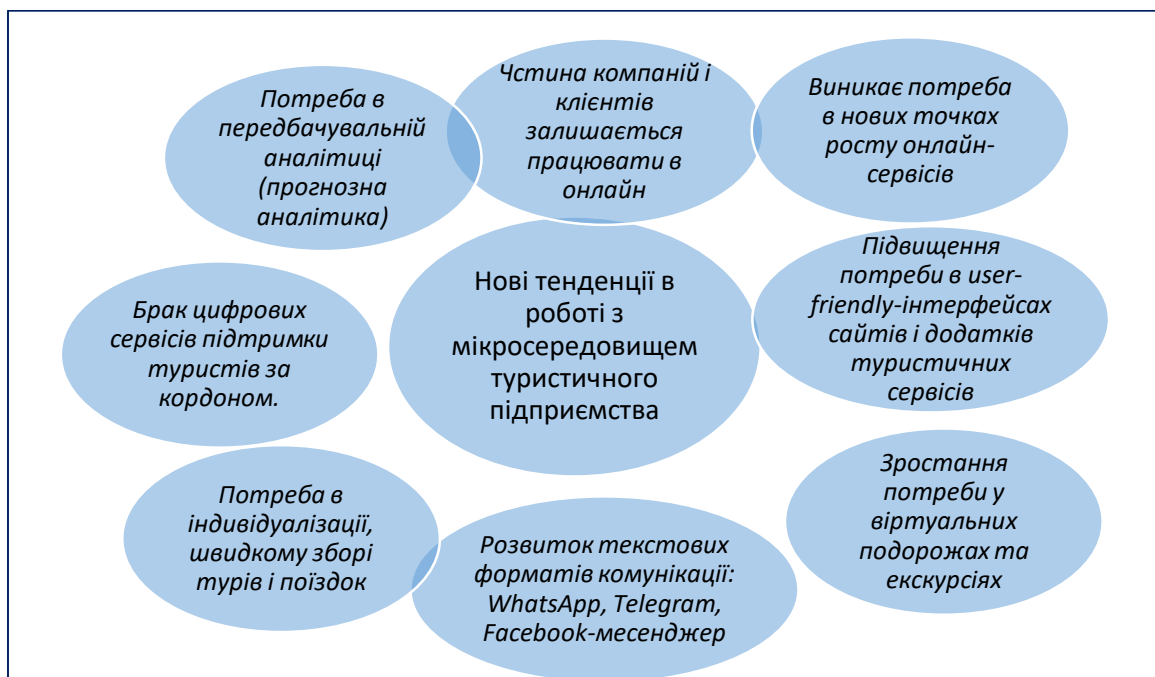 Потреба в
передбачувальній
аналітиці
(прогнозна
аналітика)
Чстина компаній і
клієнтів
залишається
працювати в
онлайн
Виникає потреба
в нових точках
росту онлайн-
сервісів
Брак цифрових
сервісів підтримки
туристів за
кордоном.
Нові тенденції в
роботі з
мікросередовищем
туристичного
підприємства
Підвищення
потреби в user-
friendly-інтерфейсах
сайтів і додатків
туристичних
сервісів
Потреба в
індивідуалізації,
швидкому зборі
турів і поїздок
Розвиток текстових
форматів комунікації:
WhatsApp, Telegram,
Facebook-месенджер
Зростання
потреби у
віртуальних
подорожах та
екскурсіях